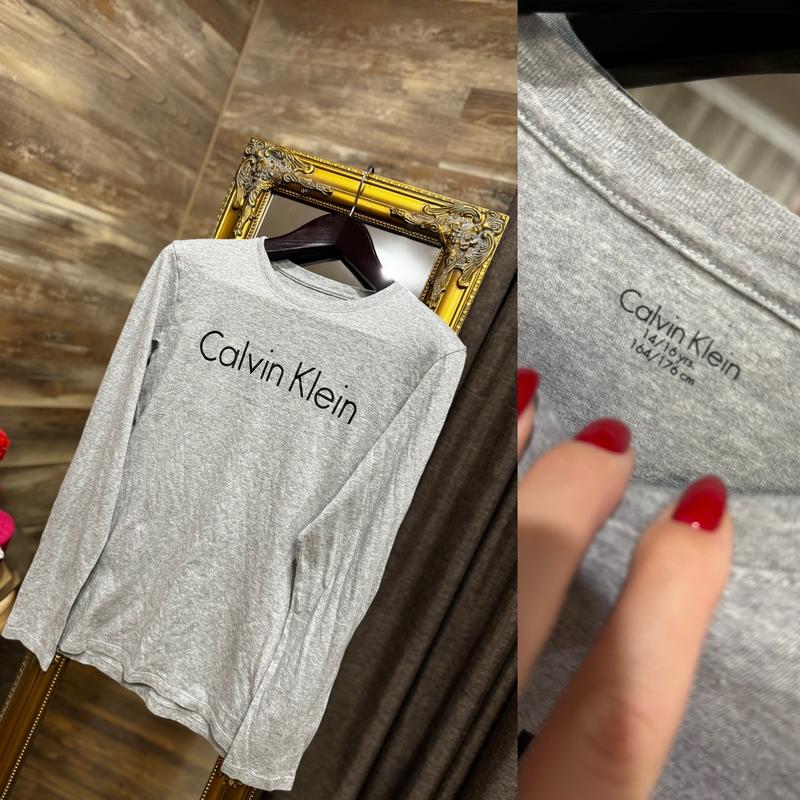 Calvin Klein
Calvin Klein
14/16 yrs.
164/176 cm